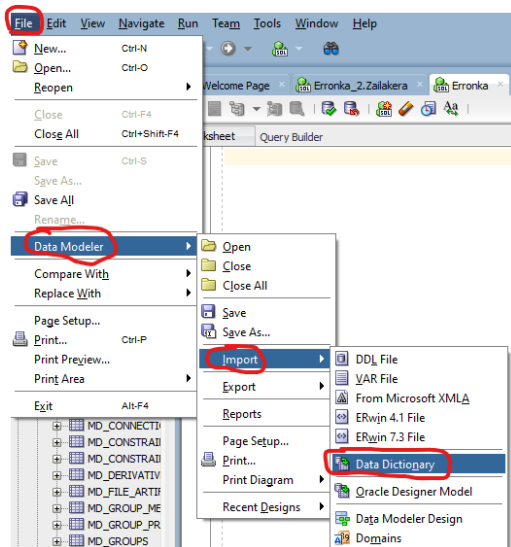 File Edit View Navigate Run Team Tools Window Help
New... Ctrl-N
Open... Ctrl-O
Reopen
Close Ctrl-F4
Close All Ctrl+Shift-F4
Save Ctrl-S
Save As...
Save All
Rename...
Data Modeler
Compare With
Replace With
Page Setup...
Print... Ctrl-P
Print Preview...
Print Area
Exit Alt-F4
Welcome Page Erronka_2.Zailakera Erronka
ksheet Query Builder
Open
Close
Close All
Save
Save As...
Import
Export
Reports
Page Setup...
Print...
Print Diagram
Recent Designs
DDL File
VAR File
From Microsoft XMLA
ERwin 4.1 File
ERwin 7.3 File
Data Dictionary
Oracle Designer Model
Data Modeler Design
Domains
MD_CONNECTI
MD_CONSTRAI
MD_CONSTRAI
MD_DERIVATIV
MD_FILE_ARTIF
MD_GROUP_ME
MD_GROUP_PR
MD_GROUPS